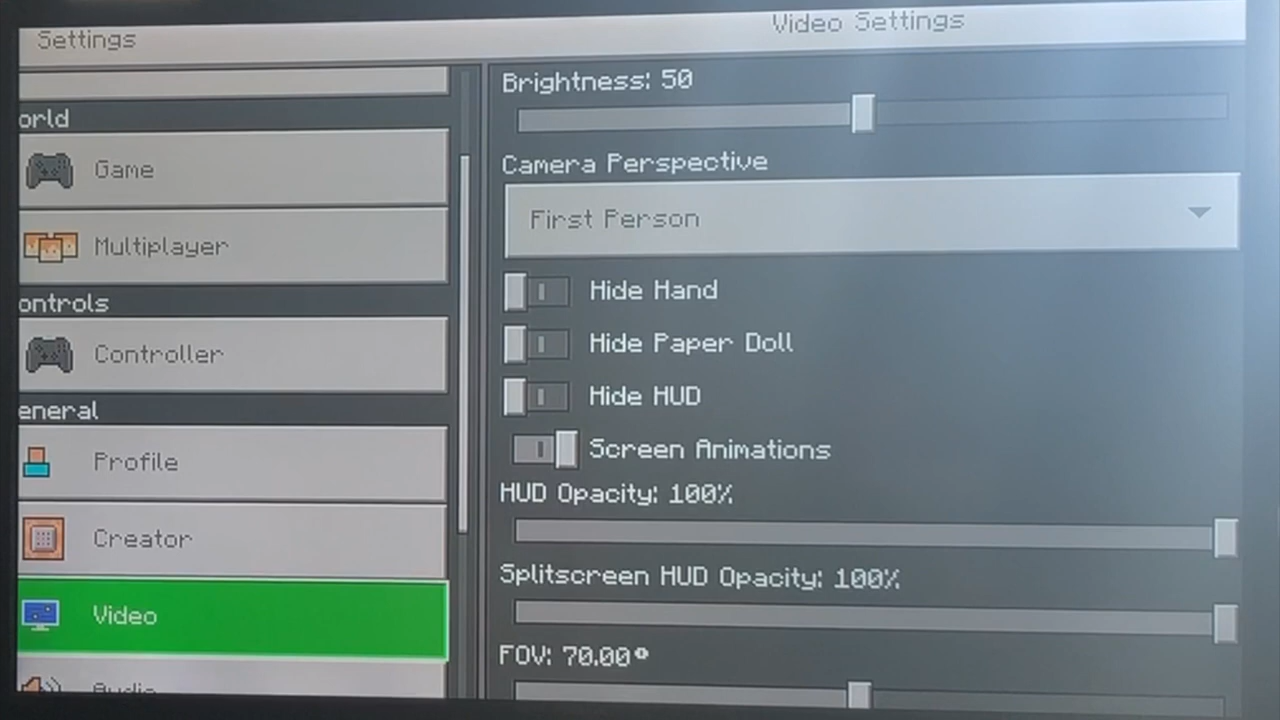 Settings
Video Settings
orld
Game
Multiplayer
ontrols
Controller
eneral
Profile
Creator
Video
Audio
Brightness: 50
Camera Perspective
First Person
Hide Hand
Hide Paper Doll
Hide HUD
Screen Animations
HUD Opacity: 100%
Splitscreen HUD Opacity: 100%
FOV: 70.00°